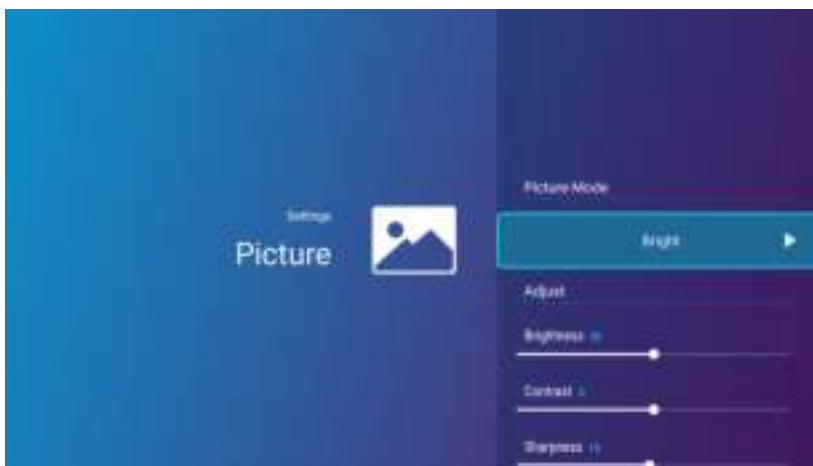 Settings
Picture
Picture Mode
Bright
Adjust
Brightness
Contrast
Sharpness